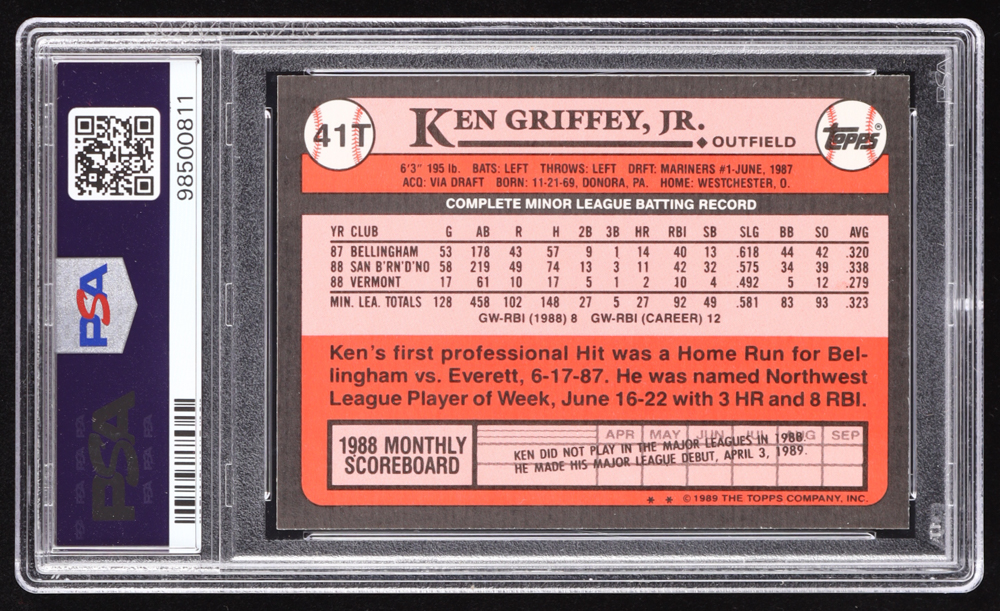 98500811
PSA
PSA
41T
KEN GRIFFEY, JR.
OUTFIELD
TOPPS®
6'3" 195 lb. BATS: LEFT THROWS: LEFT DRFT: MARINERS #1-JUNE, 1987
ACQ: VIA DRAFT BORN: 11-21-69, DONORA, PA. HOME: WESTCHESTER, O.
COMPLETE MINOR LEAGUE BATTING RECORD
YR CLUB G AB R H 2B 3B HR RBI SB SLG BB SO AVG
87 BELLINGHAM 53 178 43 57 9 1 14 40 13 .618 44 42 .320
88 SAN B'RN'D'NO 58 219 49 74 13 3 11 42 32 .575 34 39 .338
88 VERMONT 17 61 10 17 5 1 2 10 4 .492 5 12 .279
MIN. LEA. TOTALS 128 458 102 148 27 5 27 92 49 .581 83 93 .323
GW-RBI (1988) 8 GW-RBI (CAREER) 12
Ken's first professional Hit was a Home Run for Bel-
lingham vs. Everett, 6-17-87. He was named Northwest
League Player of Week, June 16-22 with 3 HR and 8 RBI.
1988 MONTHLY
SCOREBOARD
APR MAY JUN JUL AUG SEP
KEN DID NOT PLAY IN THE MAJOR LEAGUES IN 1988.
HE MADE HIS MAJOR LEAGUE DEBUT, APRIL 3, 1989.
* * © 1989 THE TOPPS COMPANY, INC.